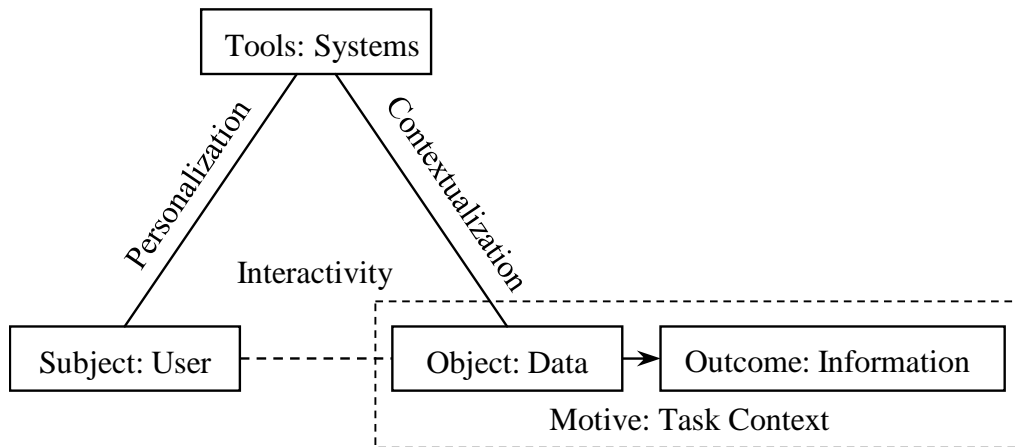 Tools: Systems
Personalization
Contextualization
Interactivity
Subject: User
Object: Data
Outcome: Information
Motive: Task Context